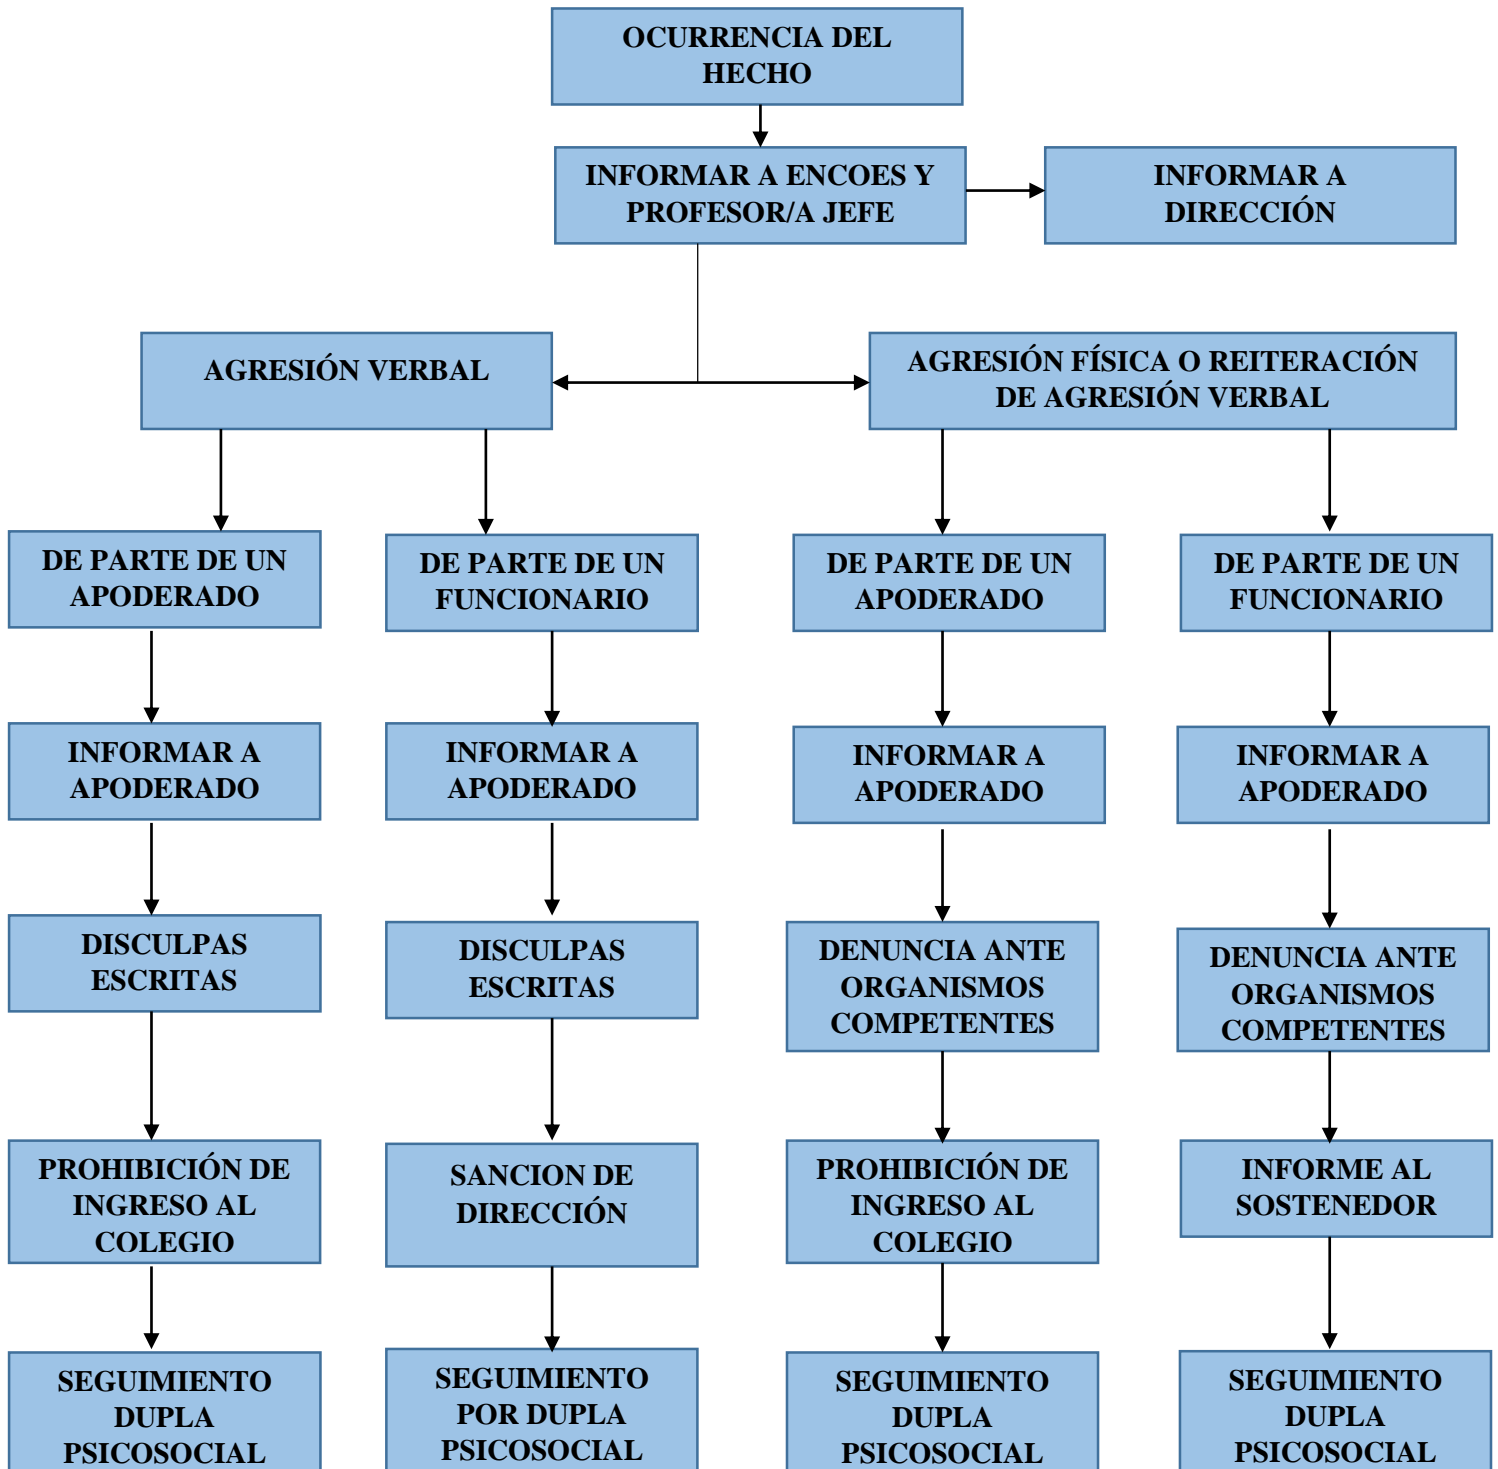 OCURRENCIA DEL
HECHO
INFORMAR A ENCOES Y
PROFESOR/A JEFE
INFORMAR A
DIRECCIÓN
AGRESIÓN VERBAL
AGRESIÓN FÍSICA O REITERACIÓN
DE AGRESIÓN VERBAL
DE PARTE DE UN
APODERADO
DE PARTE DE UN
FUNCIONARIO
DE PARTE DE UN
APODERADO
DE PARTE DE UN
FUNCIONARIO
INFORMAR A
APODERADO
INFORMAR A
APODERADO
INFORMAR A
APODERADO
INFORMAR A
APODERADO
DISCULPAS
ESCRITAS
DISCULPAS
ESCRITAS
DENUNCIA ANTE
ORGANISMOS
COMPETENTES
DENUNCIA ANTE
ORGANISMOS
COMPETENTES
PROHIBICIÓN DE
INGRESO AL
COLEGIO
SANCION DE
DIRECCIÓN
PROHIBICIÓN DE
INGRESO AL
COLEGIO
INFORME AL
SOSTENEDOR
SEGUIMIENTO
DUPLA
PSICOSOCIAL
SEGUIMIENTO
POR DUPLA
PSICOSOCIAL
SEGUIMIENTO
DUPLA
PSICOSOCIAL
SEGUIMIENTO
DUPLA
PSICOSOCIAL